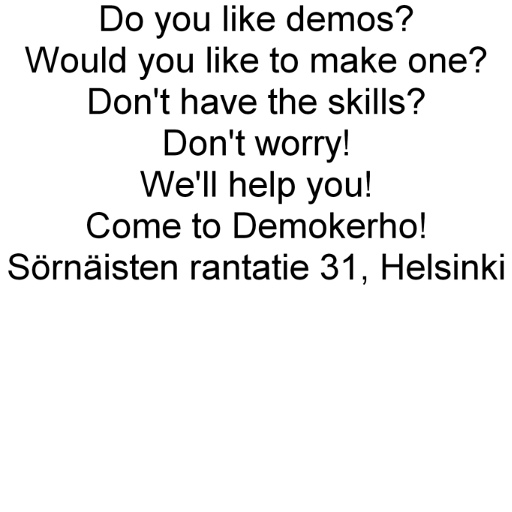 Do you like demos?
Would you like to make one?
Don't have the skills?
Don't worry!
We'll help you!
Come to Demokerho!
Sörnäisten rantatie 31, Helsinki